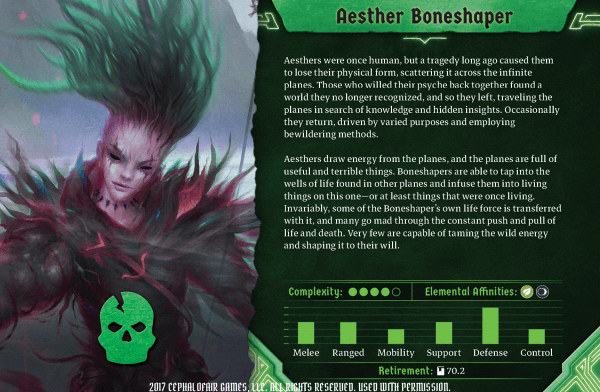 Aesther Boneshaper
Aesthers were once human, but a tragedy long ago caused them
to lose their physical form, scattering it across the infinite
planes. Those who willed their psyche back together found a
world they no longer recognized, and so they left, traveling the
planes in search of knowledge and hidden insights. Occasionally
they return, driven by varied purposes and employing
bewildering methods.
Aesthers draw energy from the planes, and the planes are full of
useful and terrible things. Boneshapers are able to tap into the
wells of life found in other planes and infuse them into living
things on this one—or at least things that were once living.
Invariably, some of the Boneshaper's own life force is transferred
with it, and many go mad through the constant push and pull of
life and death. Very few are capable of taming the wild energy
and shaping it to their will.
Complexity: Elemental Affinities:
Melee Ranged Mobility Support Defense Control
Retirement: 70.2
2017 CEPHALOFAIR GAMES, LLC. ALL RIGHTS RESERVED. USED WITH PERMISSION.